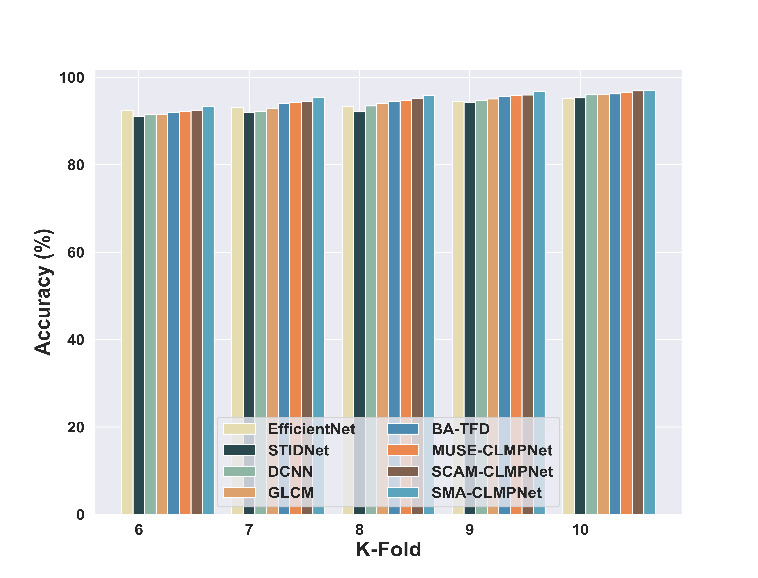 100
80
60
40
20
0
Accuracy (%)
EfficientNet
STIDNet
DCNN
GLCM
BA-TFD
MUSE-CLMPNet
SCAM-CLMPNet
SMA-CLMPNet
6 7 8 9 10
K-Fold